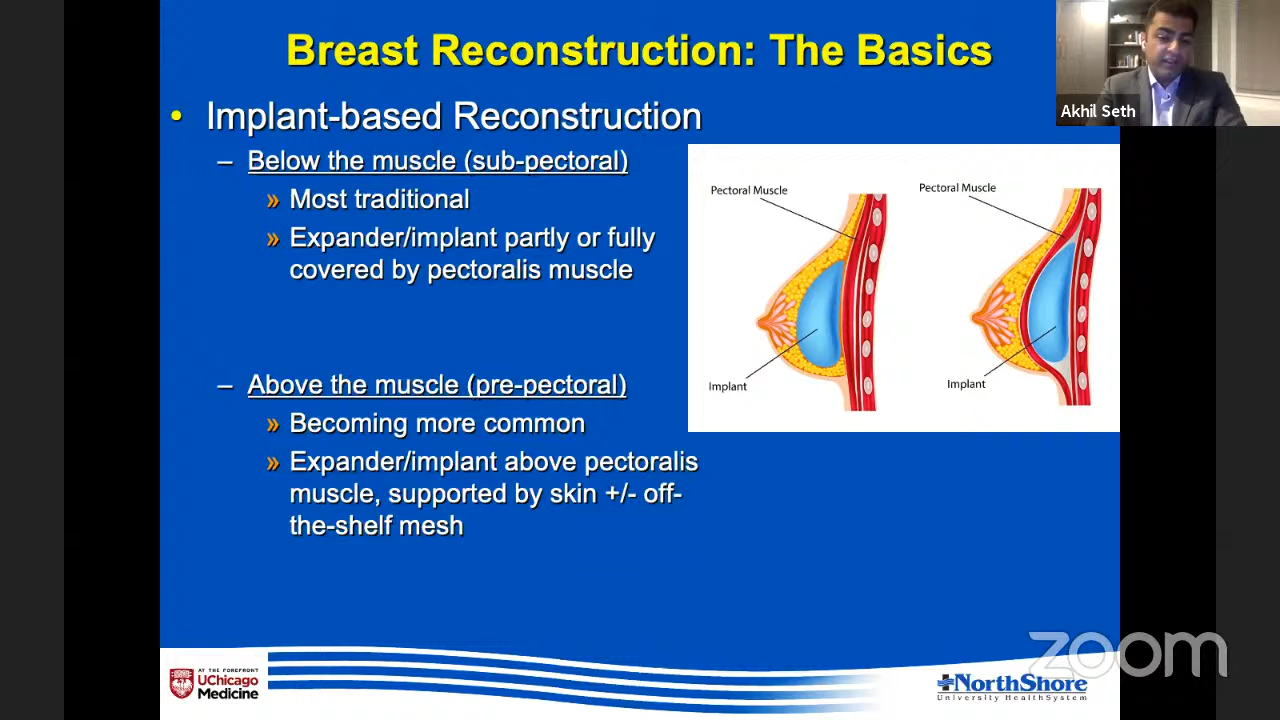 Breast Reconstruction: The Basics
Akhil Seth
• Implant-based Reconstruction
– Below the muscle (sub-pectoral)
» Most traditional
» Expander/implant partly or fully
covered by pectoralis muscle
– Above the muscle (pre-pectoral)
» Becoming more common
» Expander/implant above pectoralis
muscle, supported by skin +/- off-
the-shelf mesh
Pectoral Muscle
Implant
Pectoral Muscle
Implant
AT THE FOREFRONT
UChicago
Medicine
NorthShore
University HealthSystem
zoom